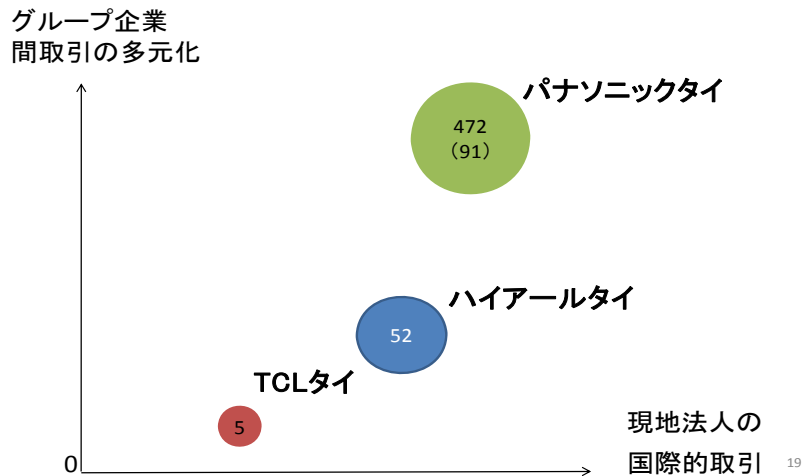 グループ企業
間取引の多元化
パナソニックタイ
472
（91）
ハイアールタイ
52
TCLタイ
5
現地法人の
0
国際的取引
19